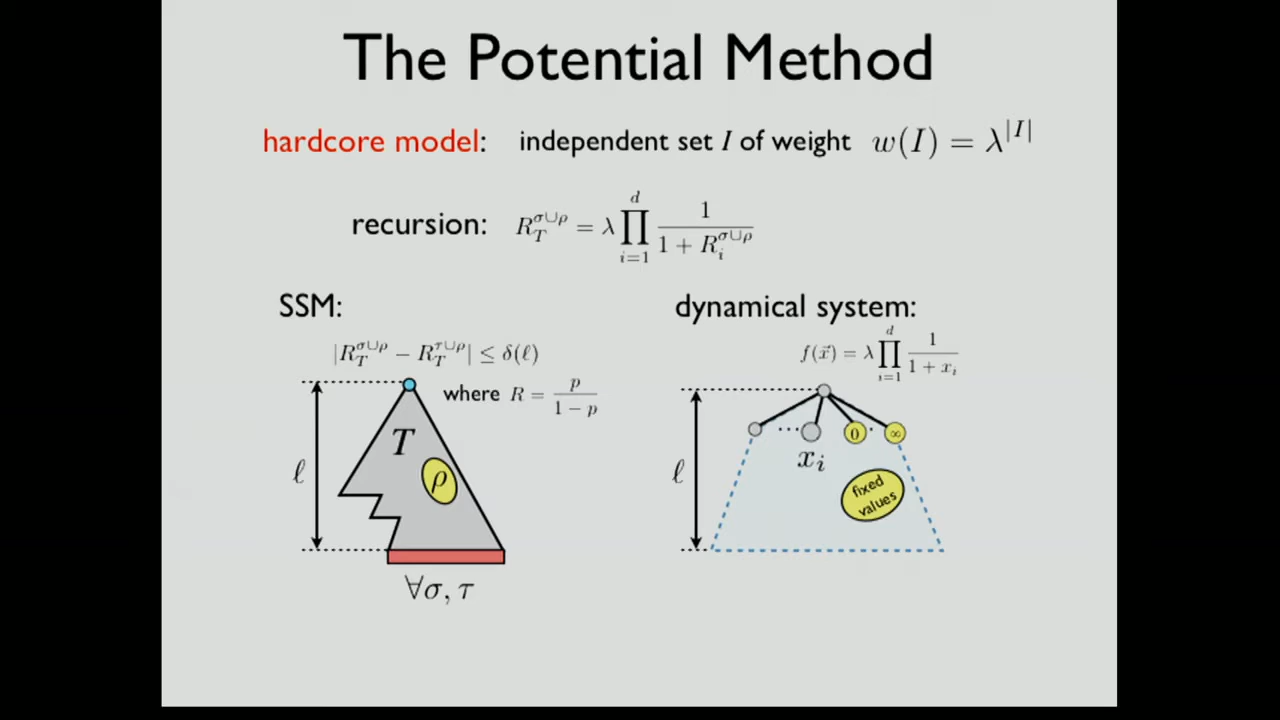 The Potential Method
hardcore model: independent set I of weight w(I) = λ^{|I|}
recursion: R_T^{σ∪ρ} = λ ∏_{i=1}^{d} 1 / (1 + R_i^{σ∪ρ})
SSM:
|R_T^{σ∪ρ} − R_T^{τ∪ρ}| ≤ δ(ℓ)
where R = p / (1 − p)
T
ρ
ℓ
∀σ, τ
dynamical system:
f(x⃗) = λ ∏_{i=1}^{d} 1 / (1 + x_i)
··· 0 · ∞
x_i
ℓ
fixed
values